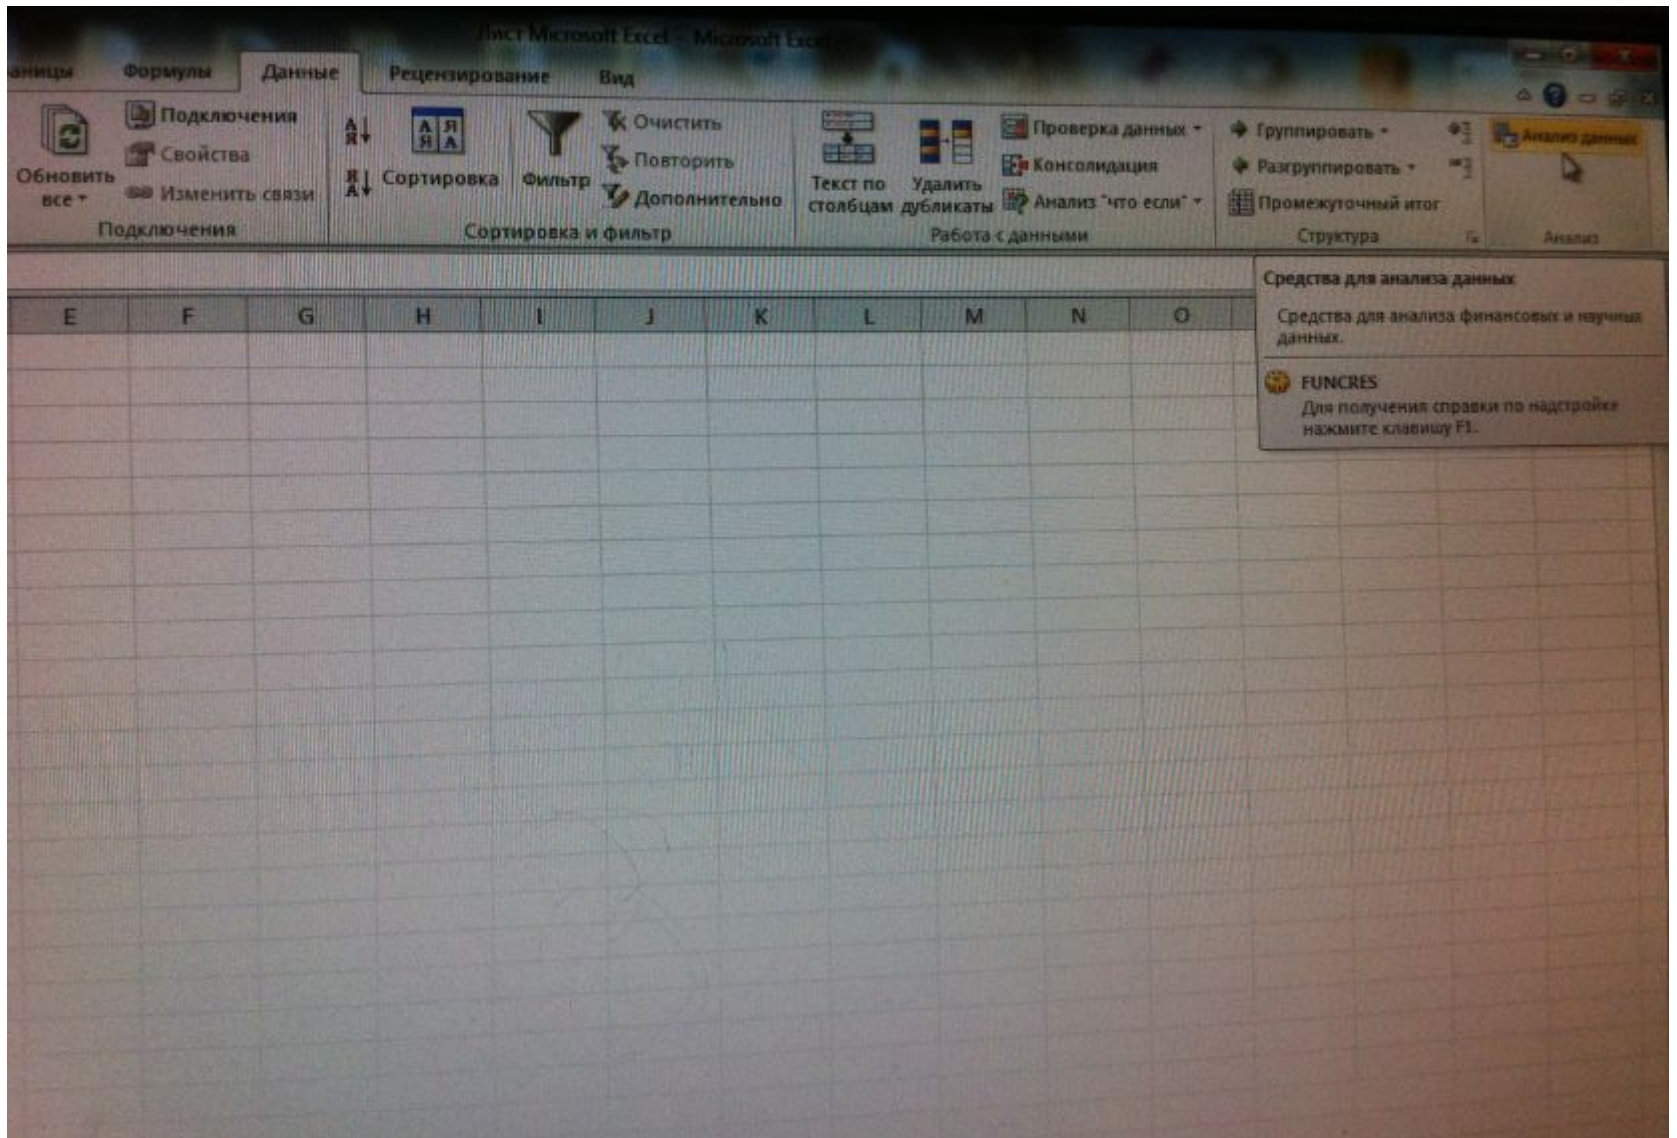 Лист Microsoft Excel - Microsoft Excel
Формулы Данные Рецензирование Вид
Обновить все
Подключения
Свойства
Изменить связи
Подключения
А Я
Я А
Сортировка
Фильтр
Очистить
Повторить
Дополнительно
Сортировка и фильтр
Текст по столбцам
Удалить дубликаты
Проверка данных
Консолидация
Анализ "что если"
Работа с данными
Группировать
Разгруппировать
Промежуточный итог
Структура
Анализ данных
Анализ
E F G H I J K L M N O
Средства для анализа данных
Средства для анализа финансовых и научных
данных.
FUNCRES
Для получения справки по надстройке
нажмите клавишу F1.